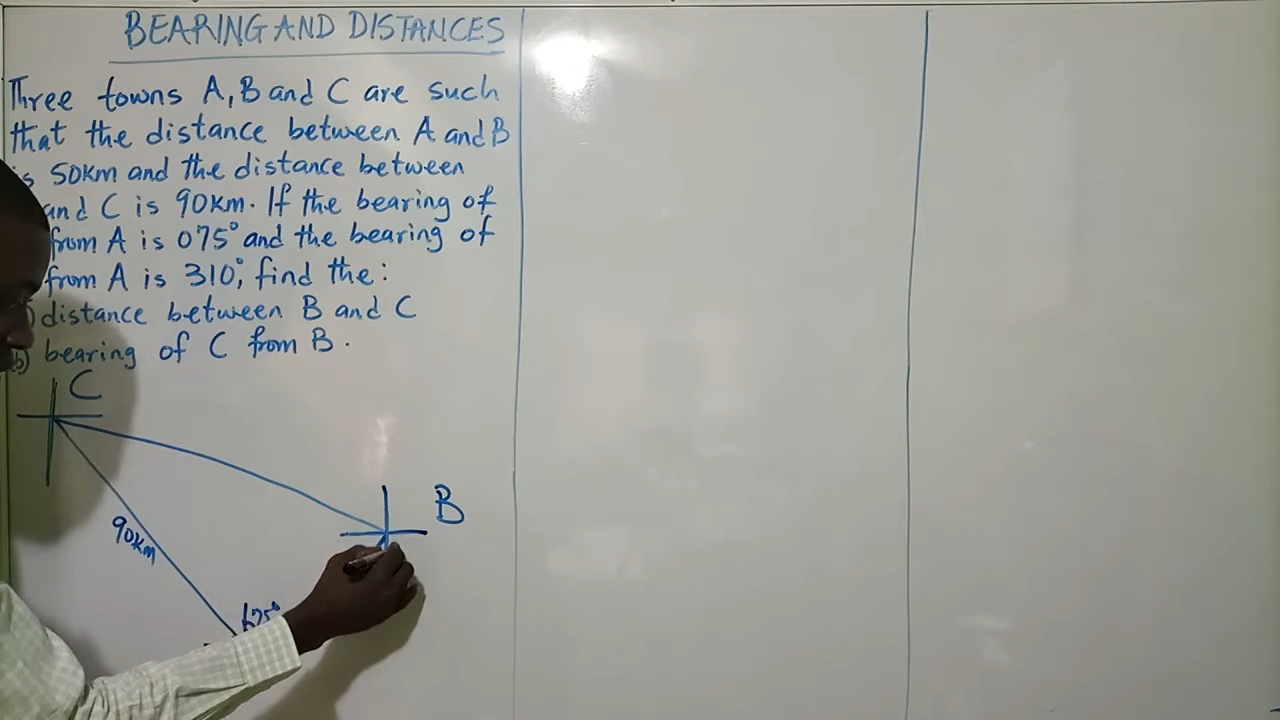 BEARING AND DISTANCES
Three towns A, B and C are such
that the distance between A and B
is 50km and the distance between
and C is 90km. If the bearing of
from A is 075° and the bearing of
from A is 310°, find the:
) distance between B and C
b) bearing of C from B.
C
B
90km
75°